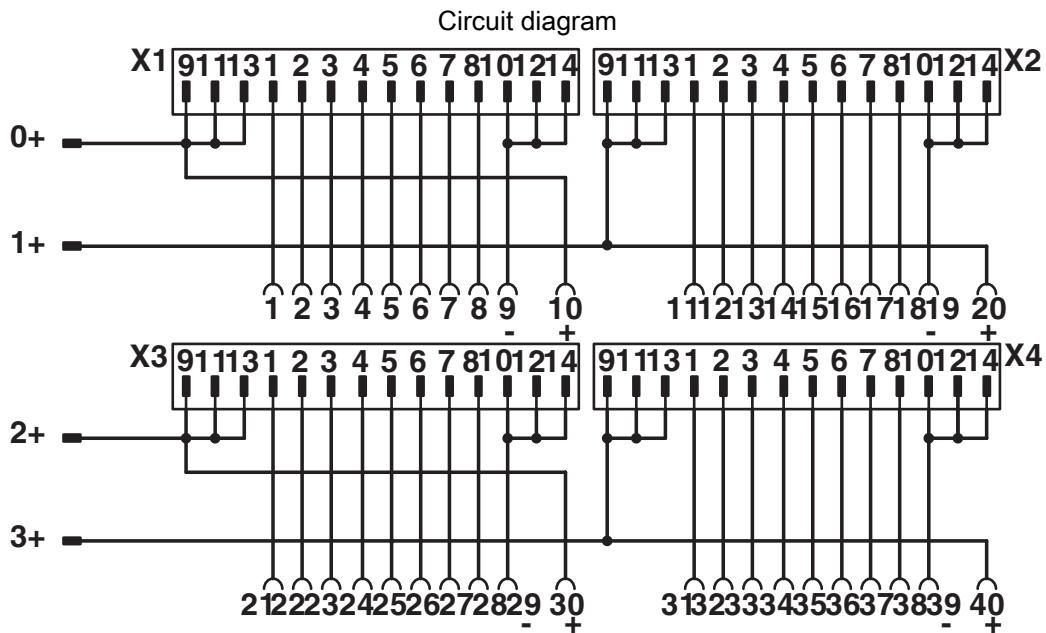 Circuit diagram
X1 9 11 13 1 2 3 4 5 6 7 8 10 12 14 9 11 13 1 2 3 4 5 6 7 8 10 12 14 X2
0+
1+
1 2 3 4 5 6 7 8 9 10 11 12 13 14 15 16 17 18 19 20
- + - +
X3 9 11 13 1 2 3 4 5 6 7 8 10 12 14 9 11 13 1 2 3 4 5 6 7 8 10 12 14 X4
2+
3+
21 22 23 24 25 26 27 28 29 30 31 32 33 34 35 36 37 38 39 40
- + - +